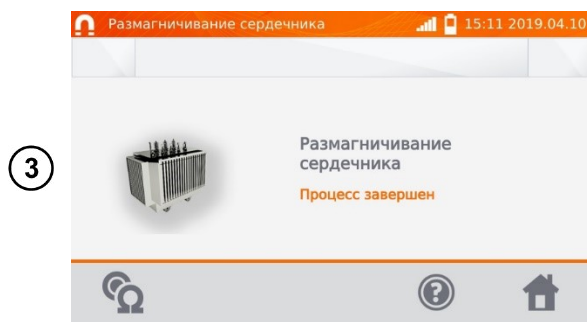 Размагничивание сердечника 15:11 2019.04.10
3
Размагничивание
сердечника
Процесс завершен